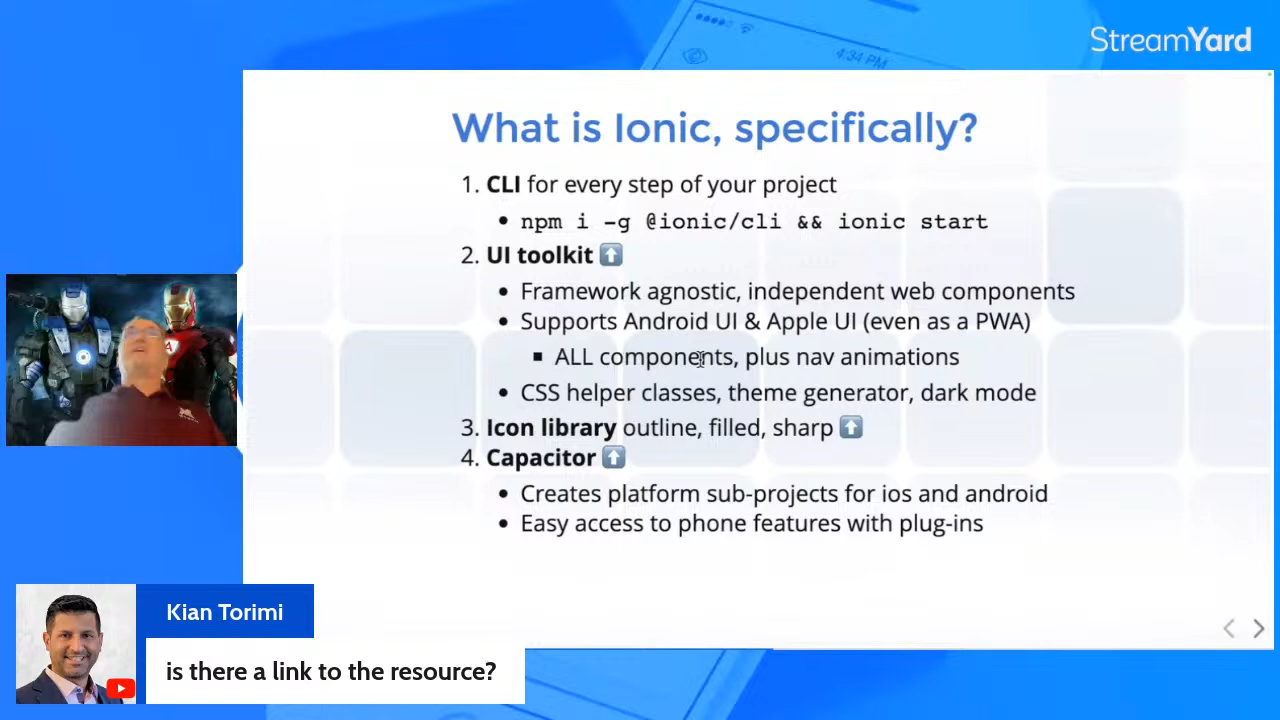 StreamYard
4:34 PM
What is Ionic, specifically?
1. CLI for every step of your project
• npm i -g @ionic/cli && ionic start
2. UI toolkit ⬆️
• Framework agnostic, independent web components
• Supports Android UI & Apple UI (even as a PWA)
▪ ALL components, plus nav animations
• CSS helper classes, theme generator, dark mode
3. Icon library outline, filled, sharp ⬆️
4. Capacitor ⬆️
• Creates platform sub-projects for ios and android
• Easy access to phone features with plug-ins
Kian Torimi
is there a link to the resource?